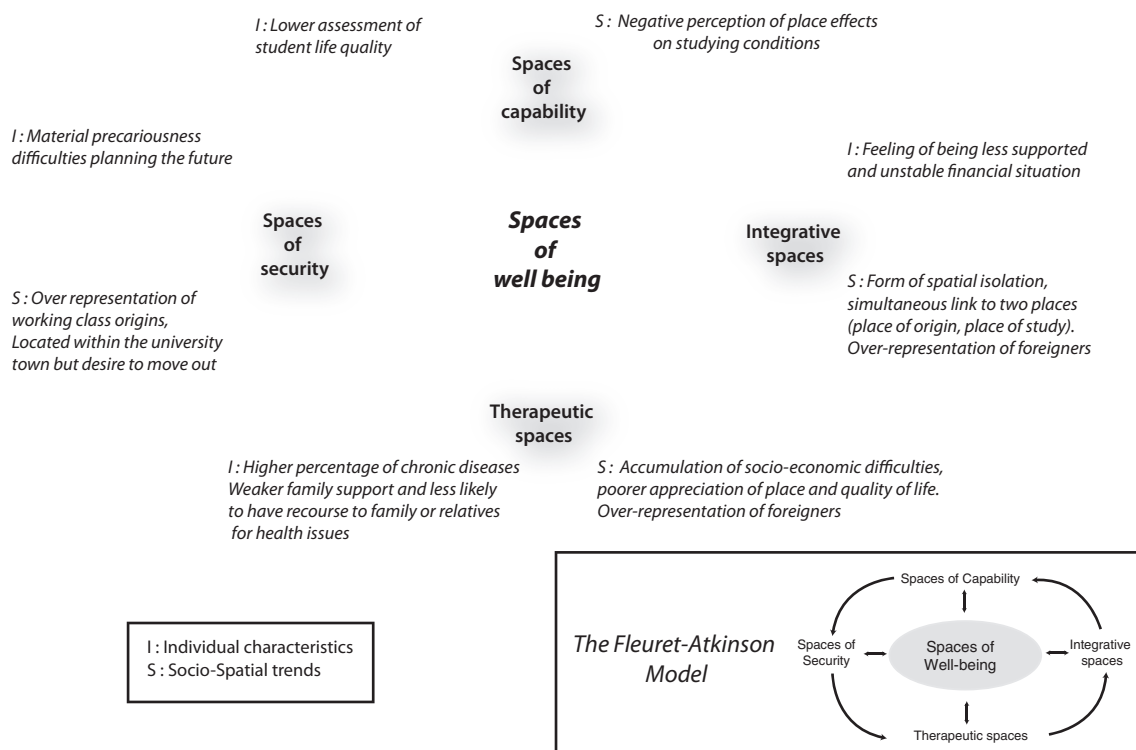 I : Lower assessment of
student life quality
S : Negative perception of place effects
on studying conditions
Spaces
of
capability
I : Material precariousness
difficulties planning the future
I : Feeling of being less supported
and unstable financial situation
Spaces
of
security
Spaces
of
well being
Integrative
spaces
S : Over representation of
working class origins,
Located within the university
town but desire to move out
S : Form of spatial isolation,
simultaneous link to two places
(place of origin, place of study).
Over-representation of foreigners
Therapeutic
spaces
I : Higher percentage of chronic diseases
Weaker family support and less likely
to have recourse to family or relatives
for health issues
S : Accumulation of socio-economic difficulties,
poorer appreciation of place and quality of life.
Over-representation of foreigners
I : Individual characteristics
S : Socio-Spatial trends
The Fleuret-Atkinson
Model
Spaces of Capability
Spaces of
Security
Spaces of
Well-being
Integrative
spaces
Therapeutic spaces